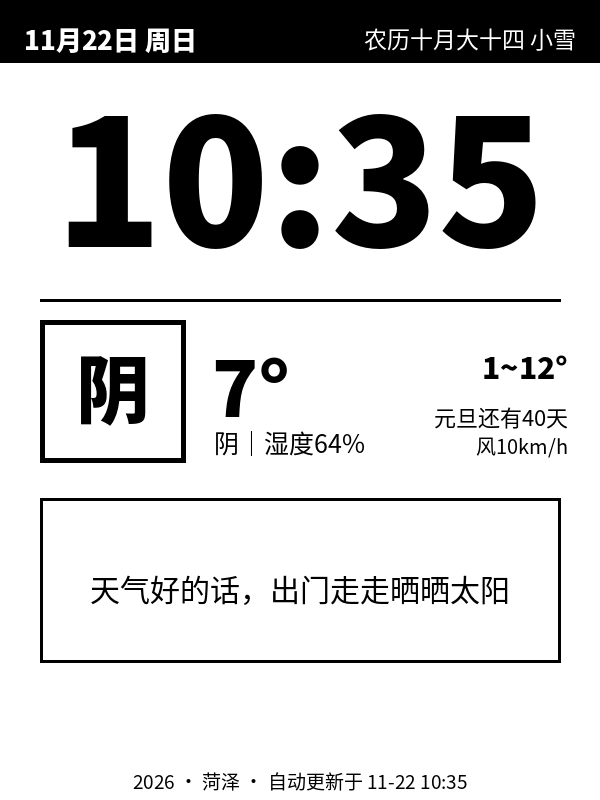 11月22日 周日
农历十月大十四 小雪
10:35
阴
7°
阴｜湿度64%
1~12°
元旦还有40天
风10km/h
天气好的话，出门走走晒晒太阳
2026 · 菏泽 · 自动更新于 11-22 10:35